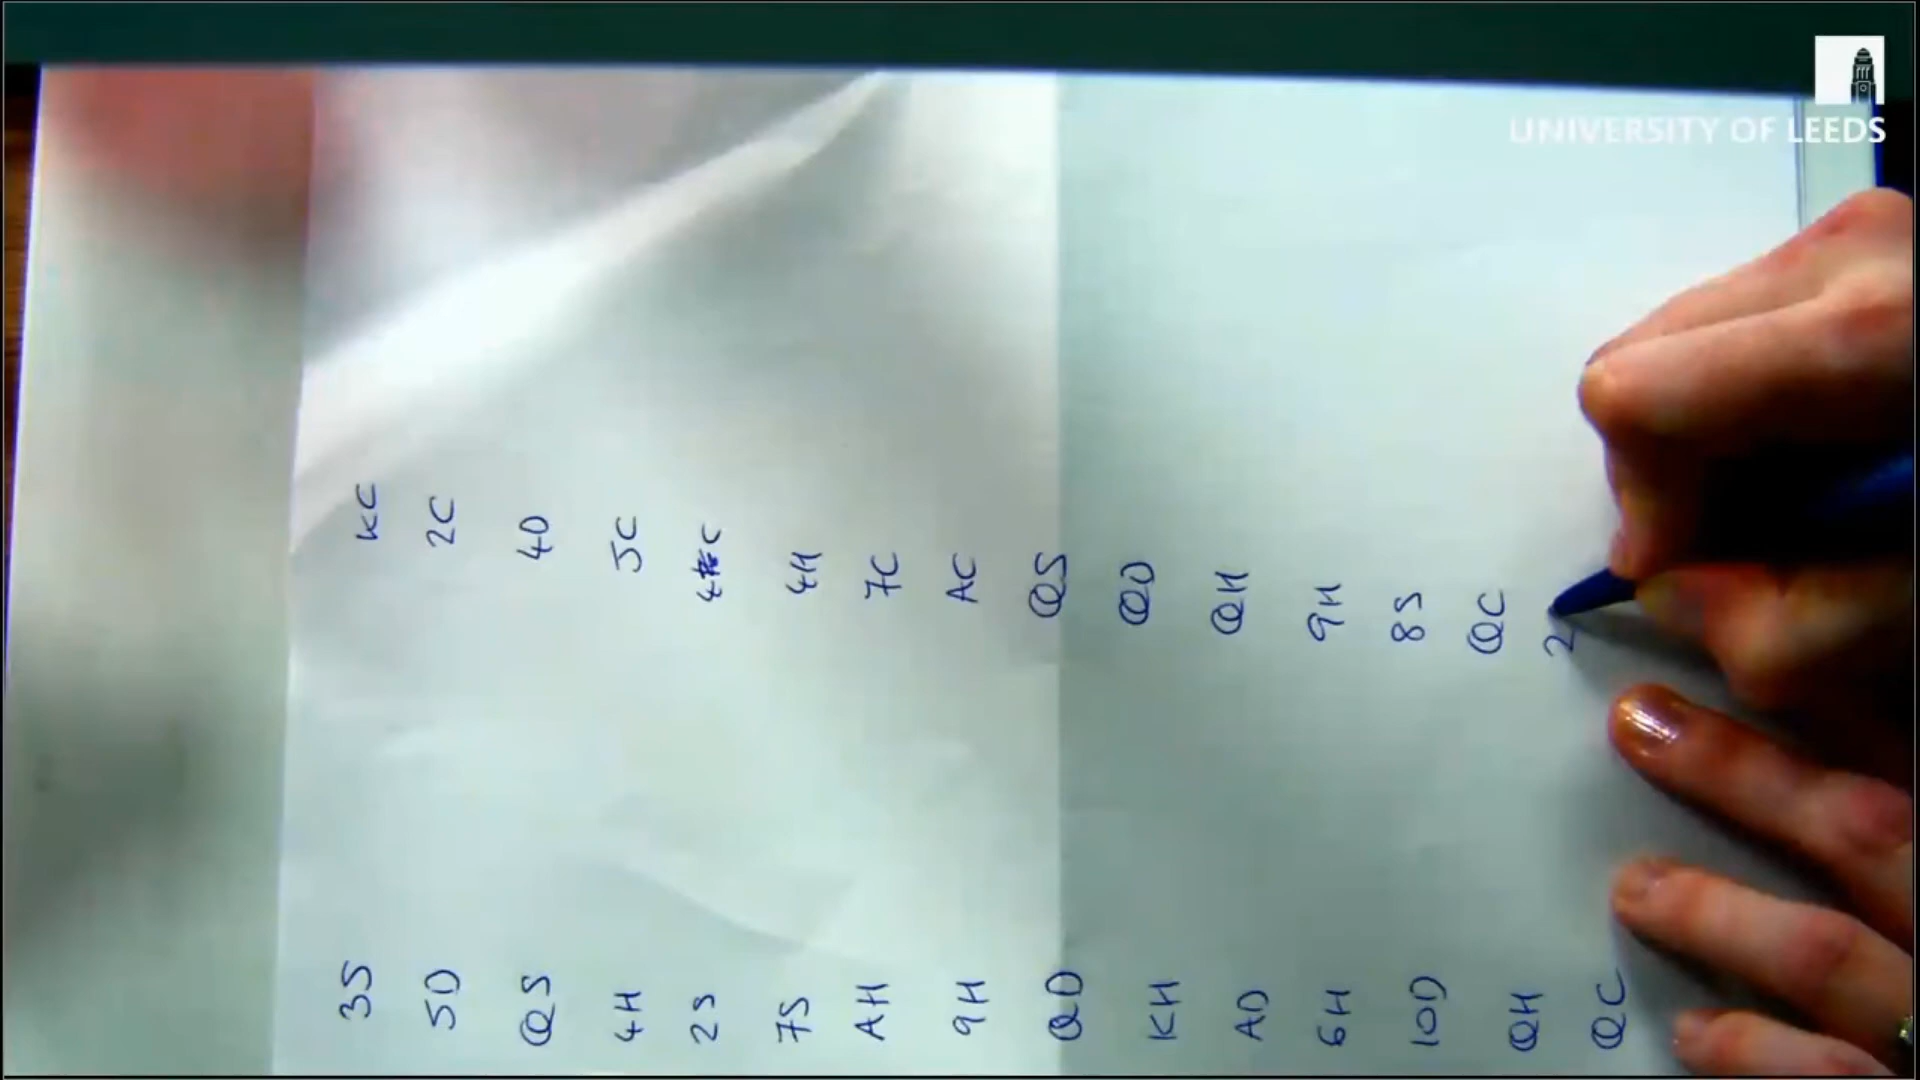 UNIVERSITY OF LEEDS
3S
5D
QS
4H
2S
7S
AH
9H
QD
KH
AD
6H
10D
QH
QC
KC
2C
4D
JC
4C
4H
7C
AC
QS
QD
QH
9H
8S
QC
2